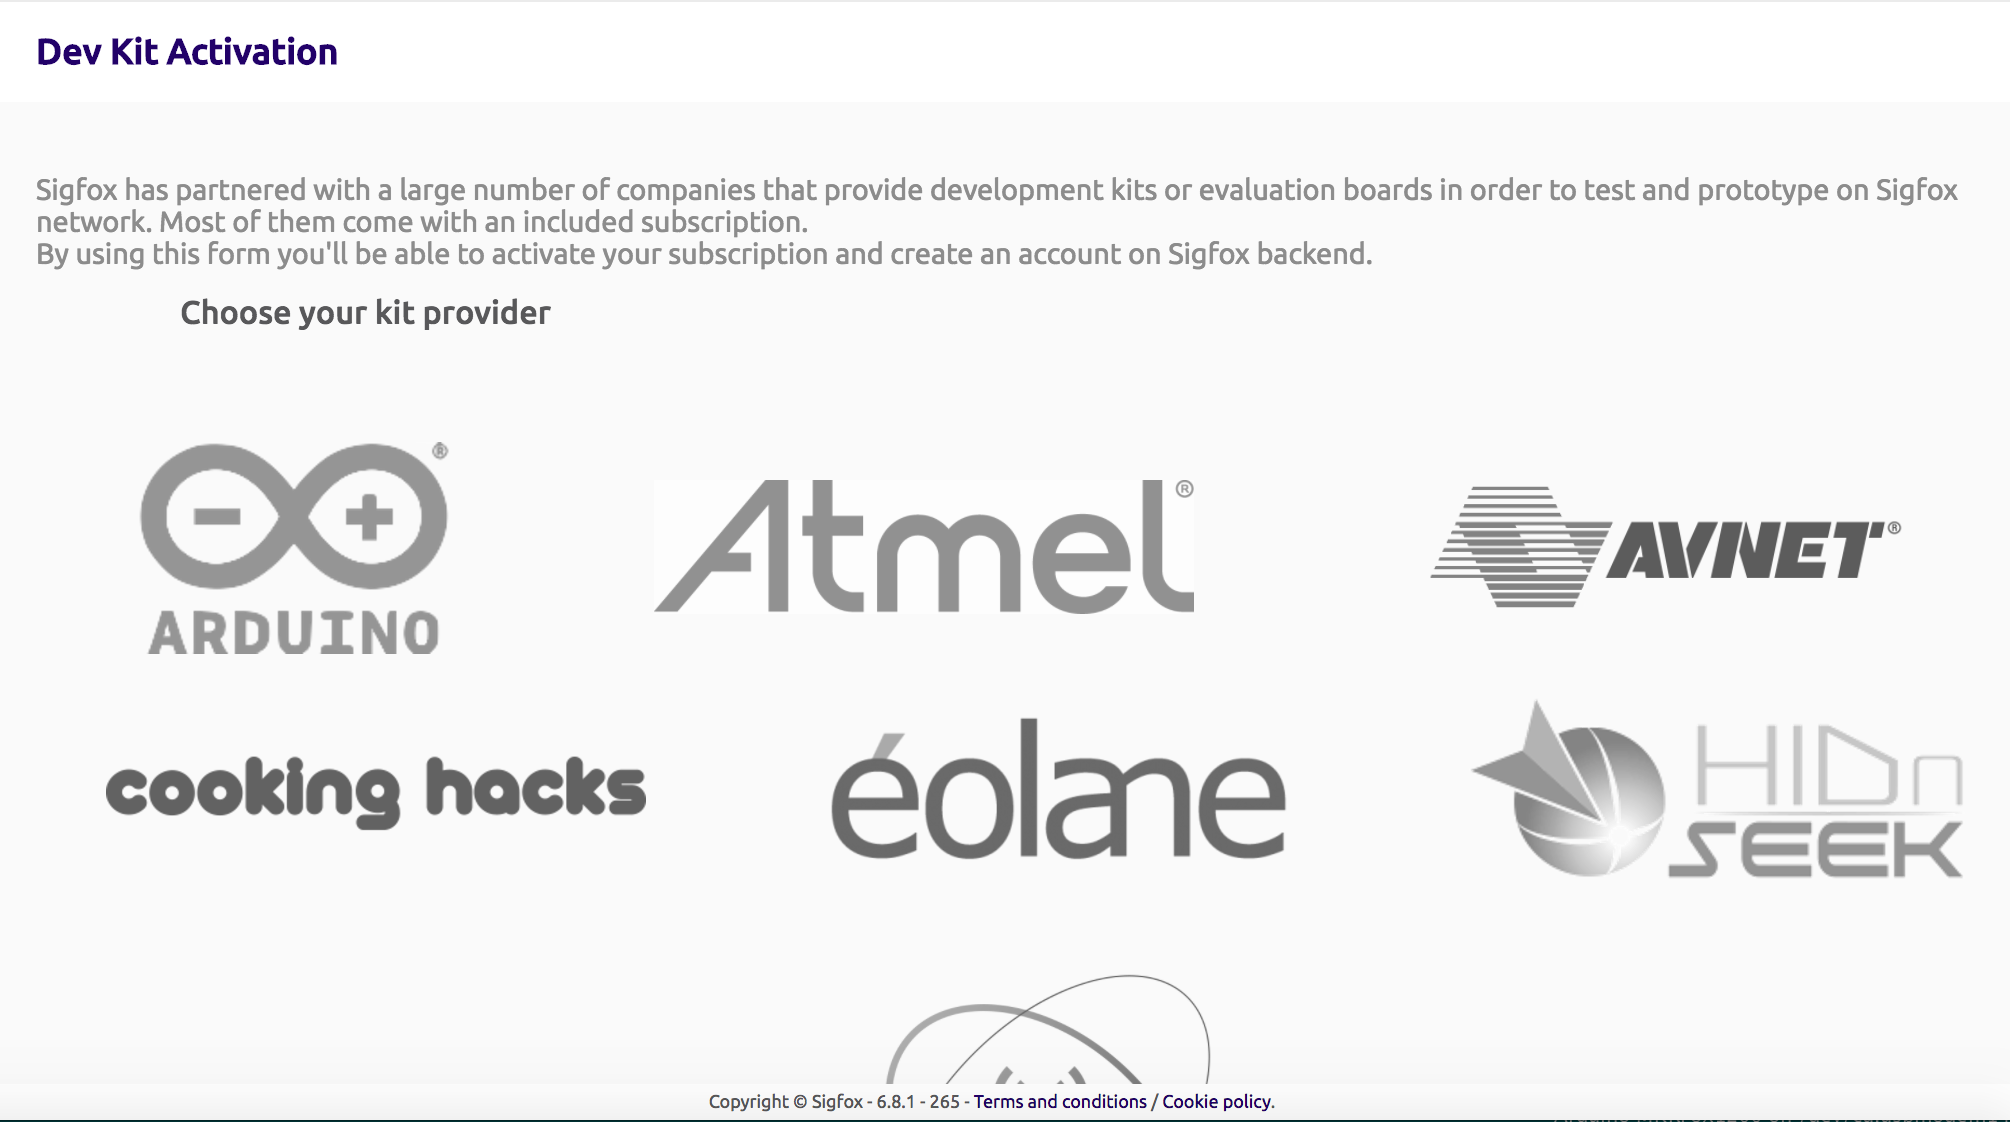 Dev Kit Activation
Sigfox has partnered with a large number of companies that provide development kits or evaluation boards in order to test and prototype on Sigfox
network. Most of them come with an included subscription.
By using this form you'll be able to activate your subscription and create an account on Sigfox backend.
Choose your kit provider
ARDUINO ®
Atmel ®
AVNET ®
cooking hacks
éolane
HIDn
SEEK
Copyright © Sigfox - 6.8.1 - 265 - Terms and conditions / Cookie policy.